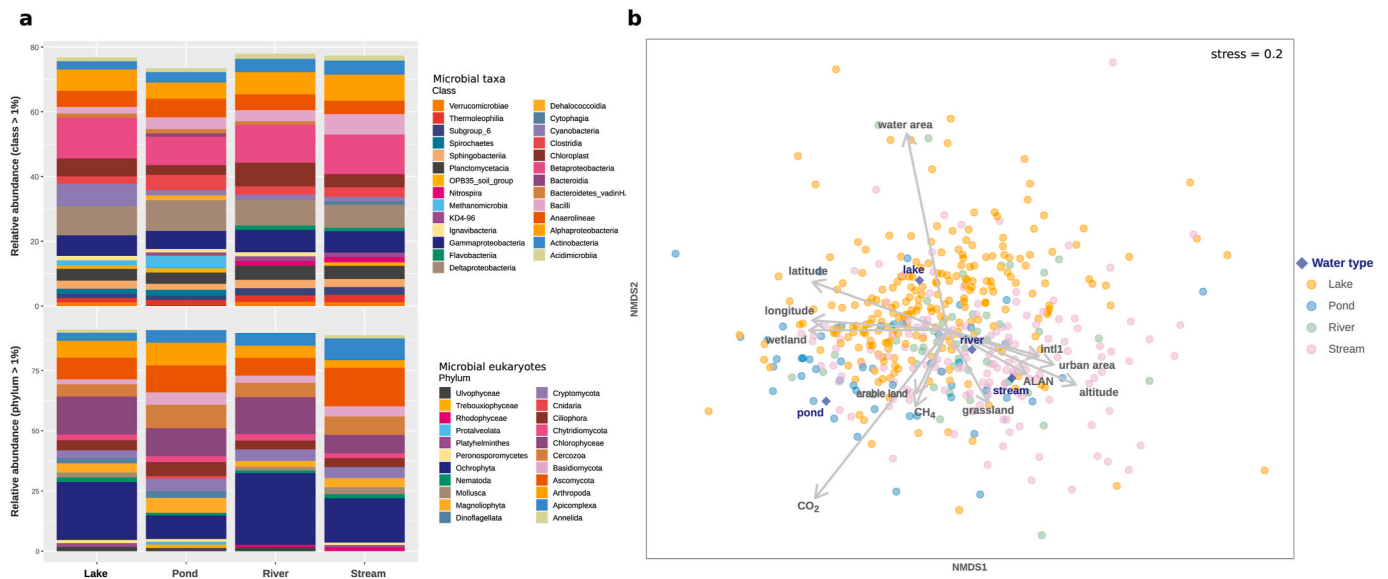 a
Relative abundance (class > 1%)
80
60
40
20
0
Microbial taxa
Class
Verrucomicrobiae
Thermoleophilia
Subgroup_6
Spirochaetes
Sphingobacteriia
Planctomycetacia
OPB35_soil_group
Nitrospira
Methanomicrobia
KD4-96
Ignavibacteria
Gammaproteobacteria
Flavobacteriia
Deltaproteobacteria
Dehalococcoidia
Cytophagia
Cyanobacteria
Clostridia
Chloroplast
Betaproteobacteria
Bacteroidia
Bacteroidetes_vadinHA
Bacilli
Anaerolineae
Alphaproteobacteria
Actinobacteria
Acidimicrobiia
Relative abundance (phylum > 1%)
75
50
25
0
Lake
Pond
River
Stream
Microbial eukaryotes
Phylum
Ulvophyceae
Trebouxiophyceae
Rhodophyceae
Protalveolata
Platyhelminthes
Peronosporomycetes
Ochrophyta
Nematoda
Mollusca
Magnoliophyta
Dinoflagellata
Cryptomycota
Cnidaria
Ciliophora
Chytridiomycota
Chlorophyceae
Cercozoa
Basidiomycota
Ascomycota
Arthropoda
Apicomplexa
Annelida
b
stress = 0.2
water area
latitude
lake
longitude
wetland
river
intl1
urban area
ALAN
altitude
stream
arable land
grassland
CH4
pond
CO2
NMDS2
NMDS1
Water type
Lake
Pond
River
Stream